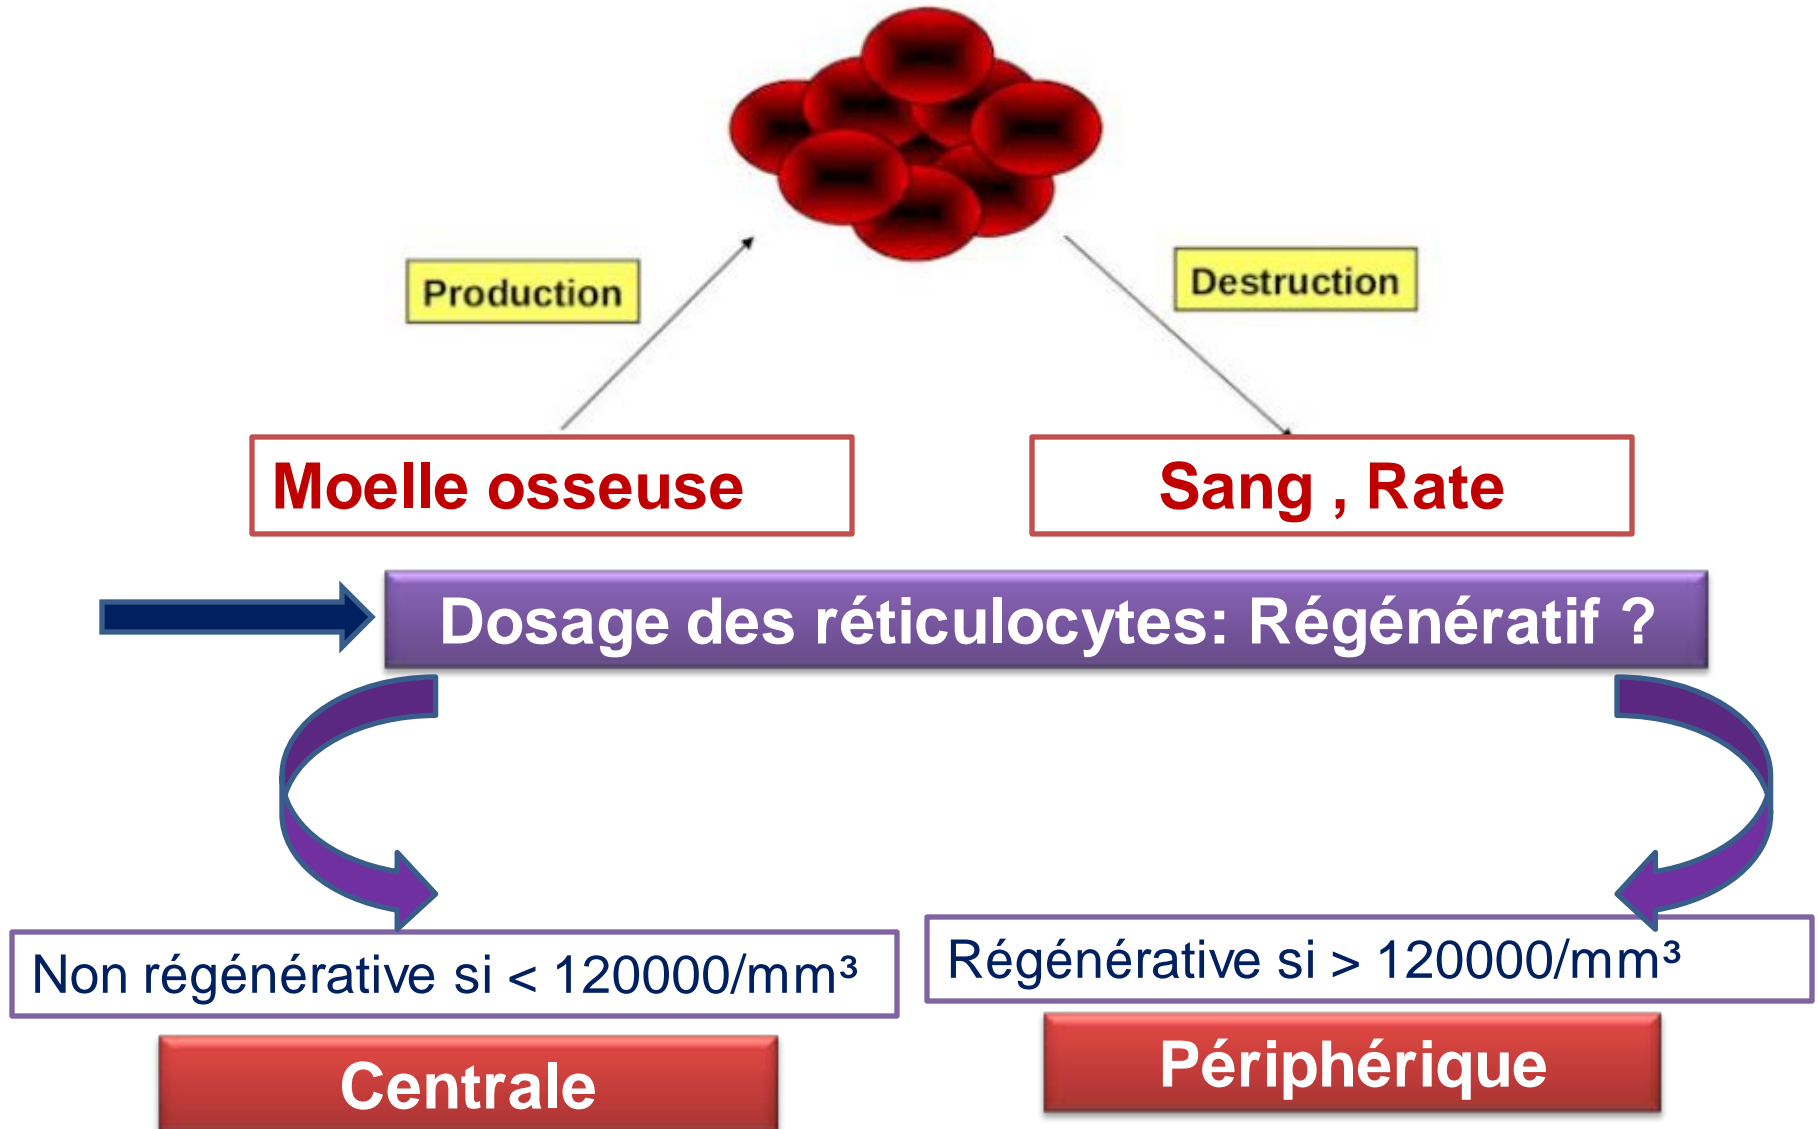 Production
Destruction
Moelle osseuse
Sang , Rate
Dosage des réticulocytes: Régénératif ?
Non régénérative si < 120000/mm³
Régénérative si > 120000/mm³
Centrale
Périphérique